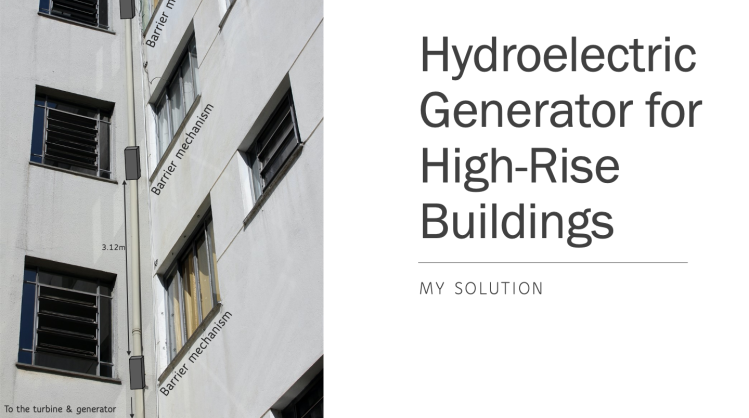 Barrier m
Barrier mechanism
3.12m
Barrier mechanism
To the turbine & generator
Hydroelectric
Generator for
High-Rise
Buildings
MY SOLUTION